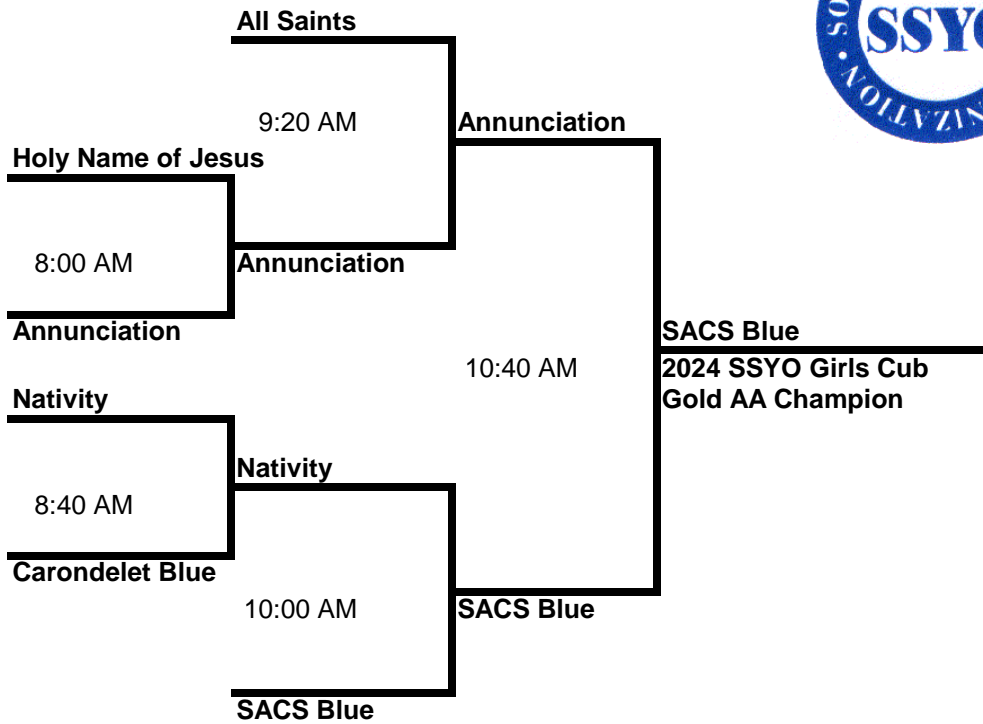 All Saints
SSYO
9:20 AM
Annunciation
Holy Name of Jesus
8:00 AM
Annunciation
Annunciation
SACS Blue
10:40 AM
2024 SSYO Girls Cub
Gold AA Champion
Nativity
Nativity
8:40 AM
Carondelet Blue
10:00 AM
SACS Blue
SACS Blue